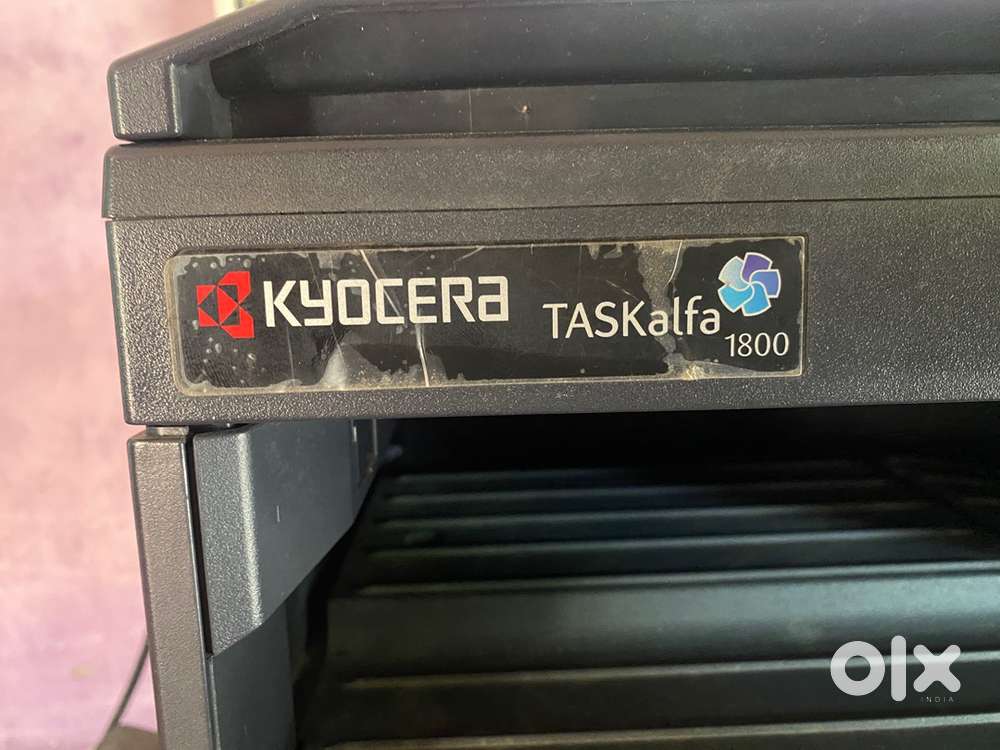 KYOCERa
TASKalfa
1800
olx
INDIA